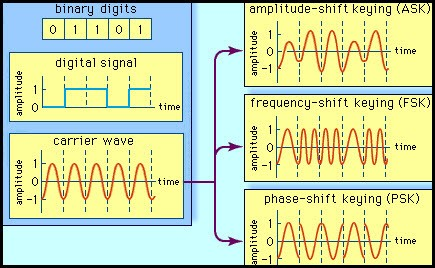 binary digits
0 1 1 0 1
digital signal
amplitude
1
0
time
carrier wave
amplitude
1
0
-1
time
amplitude-shift keying (ASK)
amplitude
1
0
-1
time
frequency-shift keying (FSK)
amplitude
1
0
-1
time
phase-shift keying (PSK)
amplitude
1
0
-1
time